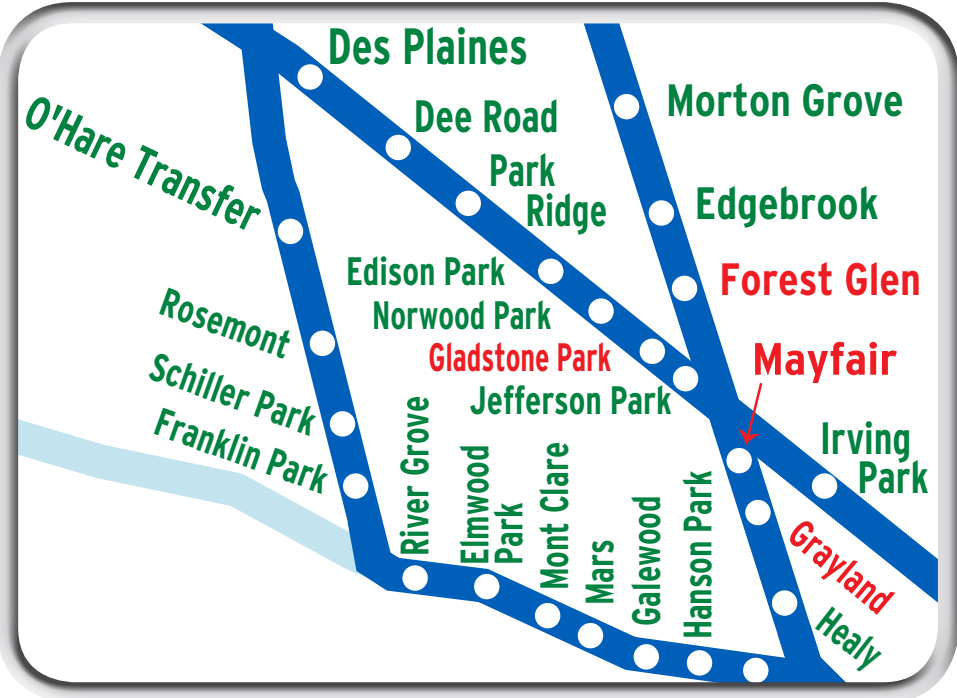 Des Plaines
Morton Grove
O'Hare Transfer
Dee Road
Park
Ridge
Edgebrook
Edison Park
Forest Glen
Norwood Park
Rosemont
Gladstone Park
Mayfair
Schiller Park
Jefferson Park
Franklin Park
Irving
Park
River Grove
Elmwood
Park
Mont Clare
Mars
Galewood
Hanson Park
Grayland
Healy